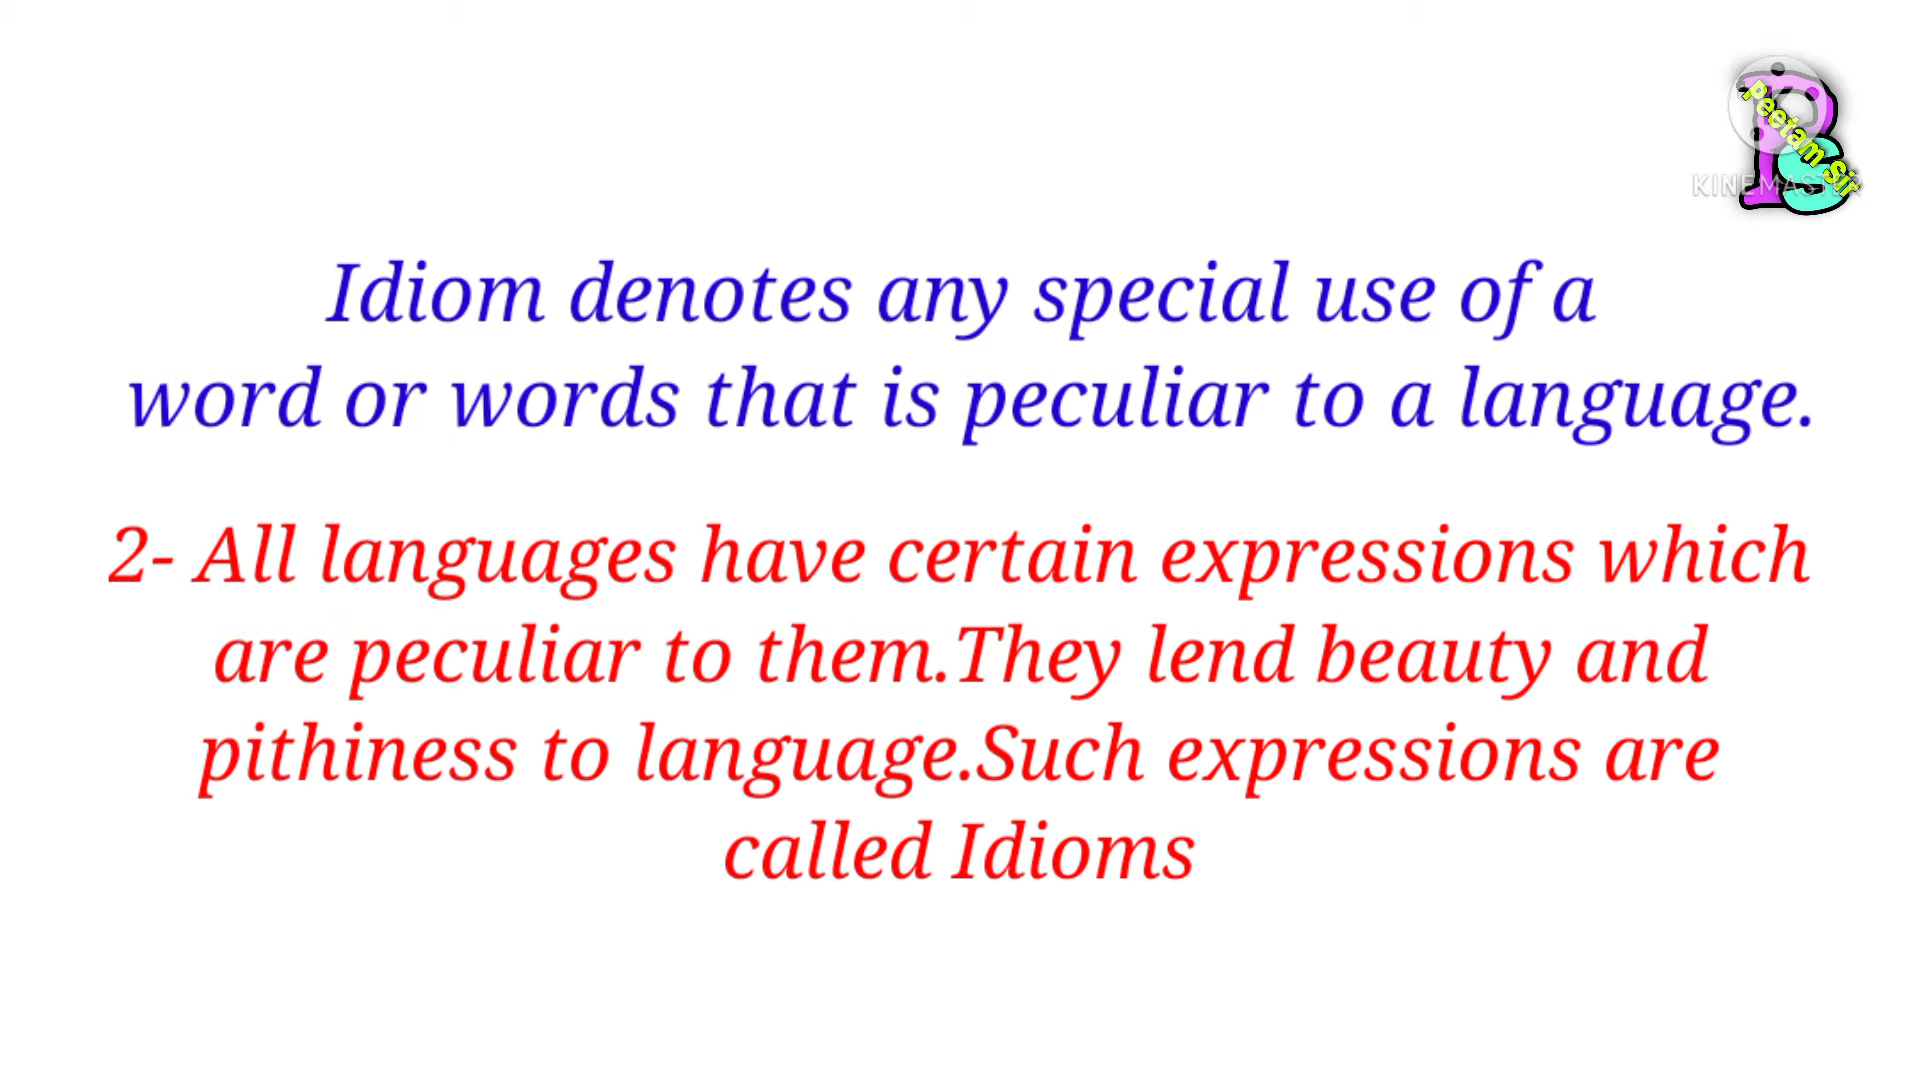 Peetam Sir
KINEMASTER
Idiom denotes any special use of a
word or words that is peculiar to a language.
2- All languages have certain expressions which
are peculiar to them.They lend beauty and
pithiness to language.Such expressions are
called Idioms